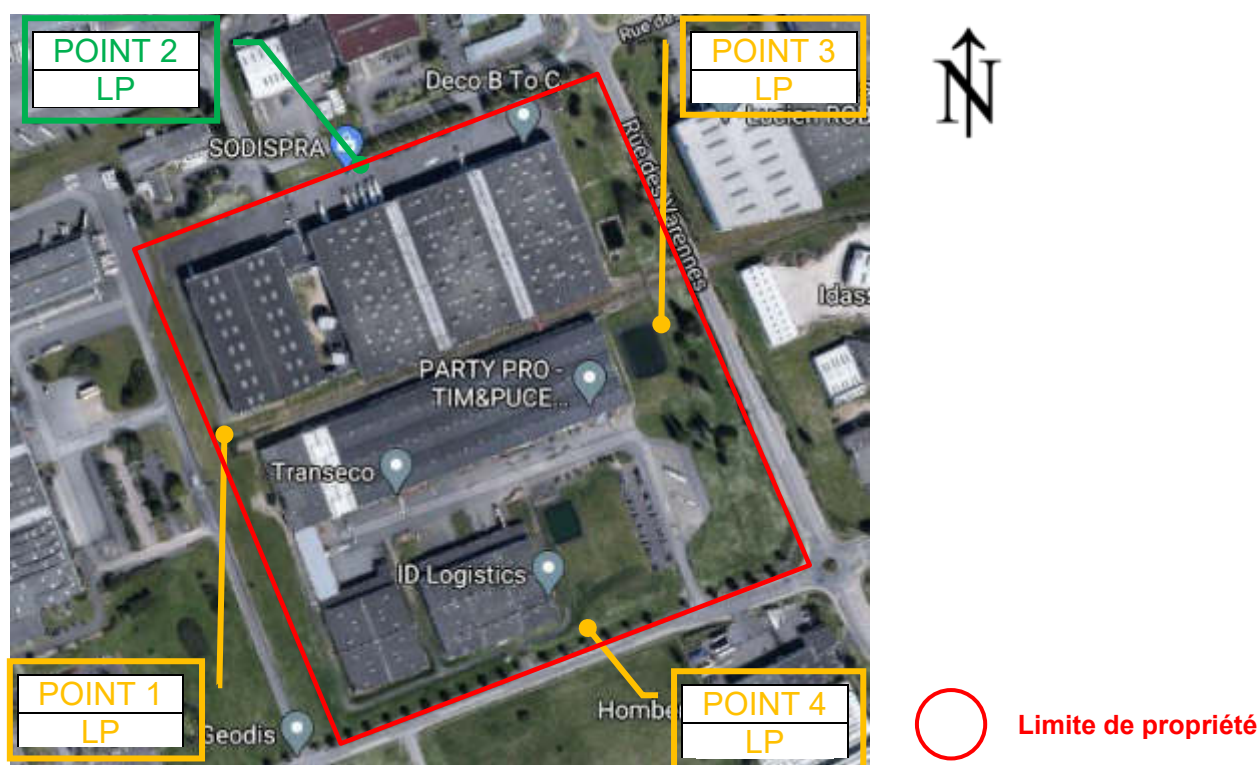 POINT 2
LP
POINT 3
LP
N
Rue de
Deco B To C
SODISPRA
Rue des Varennes
Idass
PARTY PRO -
TIM&PUCE...
Transeco
ID Logistics
POINT 1
LP
Geodis
Hombe
POINT 4
LP
Limite de propriété